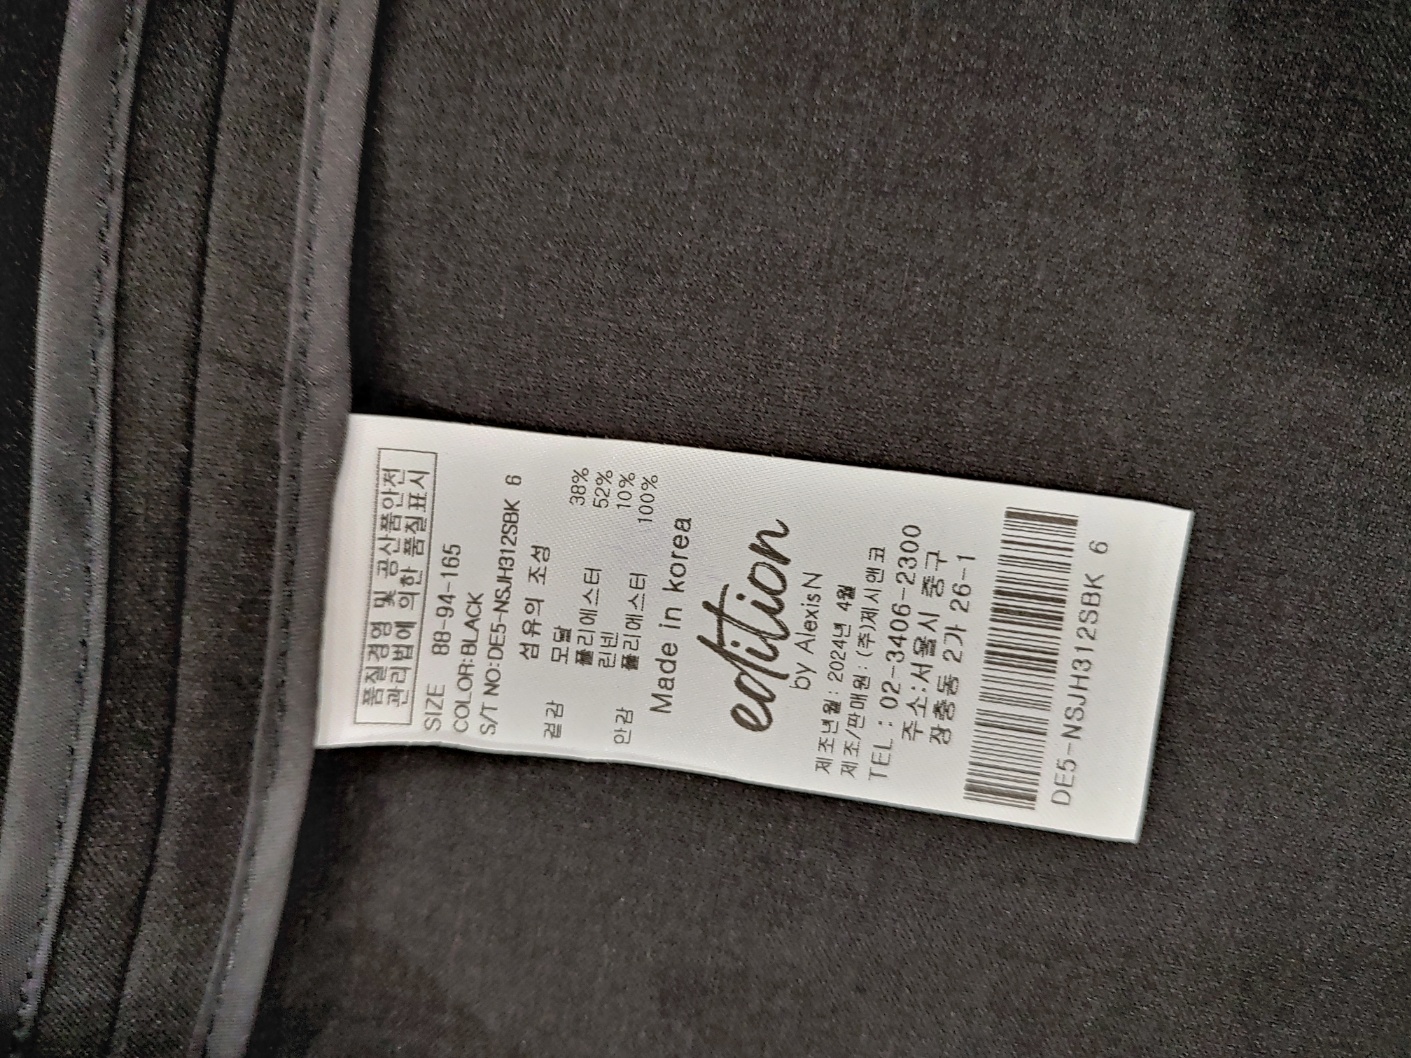 품질경영 및 공산품안전
관리법에 의한 품질표시
SIZE 88-94-165
COLOR:BLACK
S/T NO:DE5-NSJH312SBK 6
섬유의 조성
겉감 모달 38%
폴리에스터 52%
린넨 10%
안감 폴리에스터 100%
Made in korea
edition
by AlexisN
제조년월: 2024년 4월
제조/판매원: (주)제시앤코
TEL : 02-3406-2300
주소:서울시 중구
장충동 2가 26-1
DE5-NSJH312SBK 6